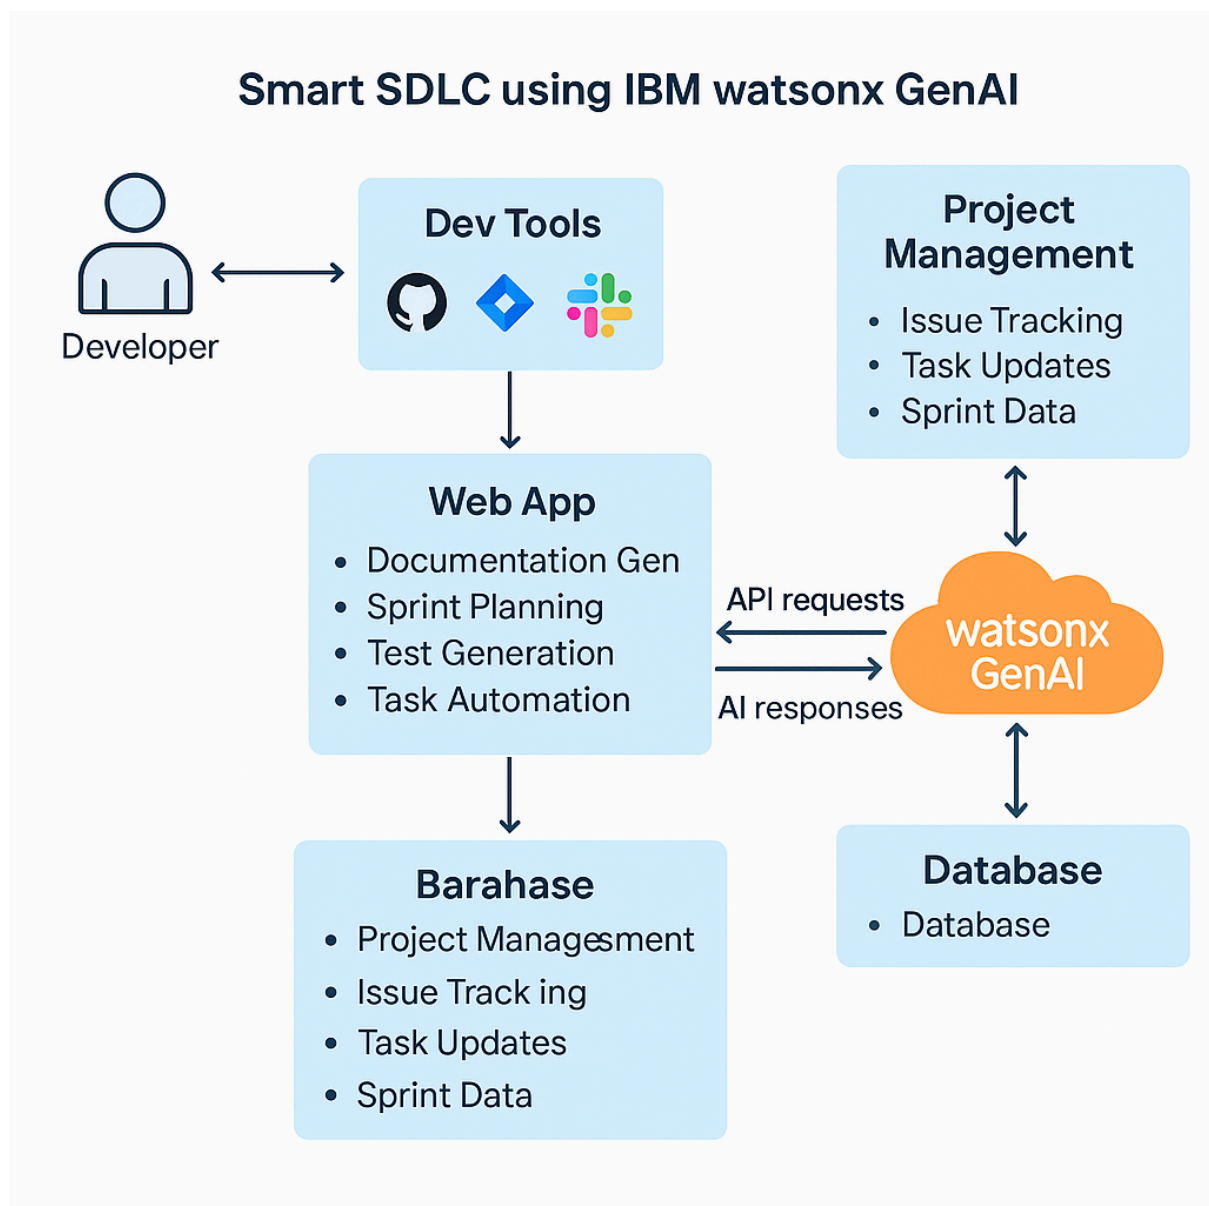 Smart SDLC using IBM watsonx GenAI
Developer
Dev Tools
Project
Management
• Issue Tracking
• Task Updates
• Sprint Data
Web App
• Documentation Gen
• Sprint Planning
• Test Generation
• Task Automation
API requests
AI responses
watsonx
GenAI
Barahase
• Project Managesment
• Issue Track ing
• Task Updates
• Sprint Data
Database
• Database